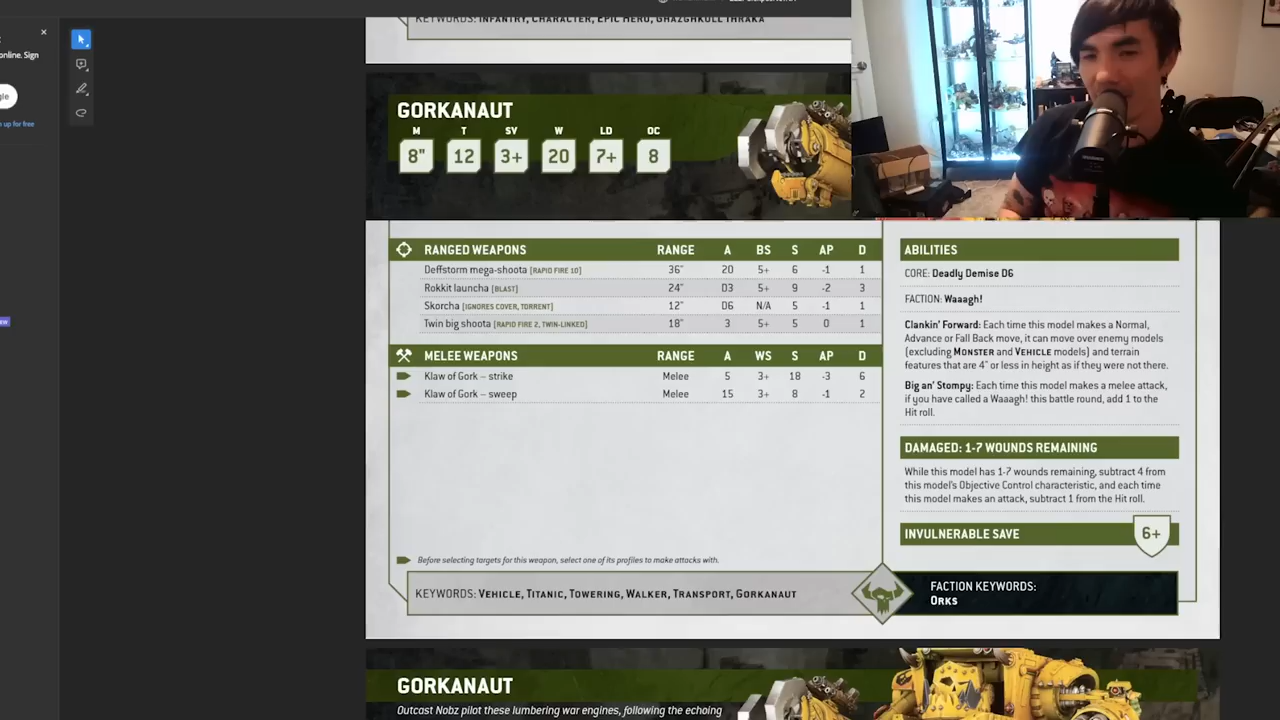 KEYWORDS: INFANTRY, CHARACTER, EPIC HERO, GHAZGHKULL THRAKA
online. Sign
gle
n up for free
ew
GORKANAUT
M T SV W LD OC
8" 12 3+ 20 7+ 8
RANGED WEAPONS RANGE A BS S AP D
Deffstorm mega-shoota [RAPID FIRE 10] 36" 20 5+ 6 -1 1
Rokkit launcha [BLAST] 24" D3 5+ 9 -2 3
Skorcha [IGNORES COVER, TORRENT] 12" D6 N/A 5 -1 1
Twin big shoota [RAPID FIRE 2, TWIN-LINKED] 18" 3 5+ 5 0 1
MELEE WEAPONS RANGE A WS S AP D
Klaw of Gork – strike Melee 5 3+ 18 -3 6
Klaw of Gork – sweep Melee 15 3+ 8 -1 2
Before selecting targets for this weapon, select one of its profiles to make attacks with.
ABILITIES
CORE: Deadly Demise D6
FACTION: Waaagh!
Clankin' Forward: Each time this model makes a Normal,
Advance or Fall Back move, it can move over enemy models
(excluding MONSTER and VEHICLE models) and terrain
features that are 4" or less in height as if they were not there.
Big an' Stompy: Each time this model makes a melee attack,
if you have called a Waaagh! this battle round, add 1 to the
Hit roll.
DAMAGED: 1-7 WOUNDS REMAINING
While this model has 1-7 wounds remaining, subtract 4 from
this model's Objective Control characteristic, and each time
this model makes an attack, subtract 1 from the Hit roll.
INVULNERABLE SAVE 6+
KEYWORDS: VEHICLE, TITANIC, TOWERING, WALKER, TRANSPORT, GORKANAUT
FACTION KEYWORDS:
ORKS
GORKANAUT
Outcast Nobz pilot these lumbering war engines, following the echoing